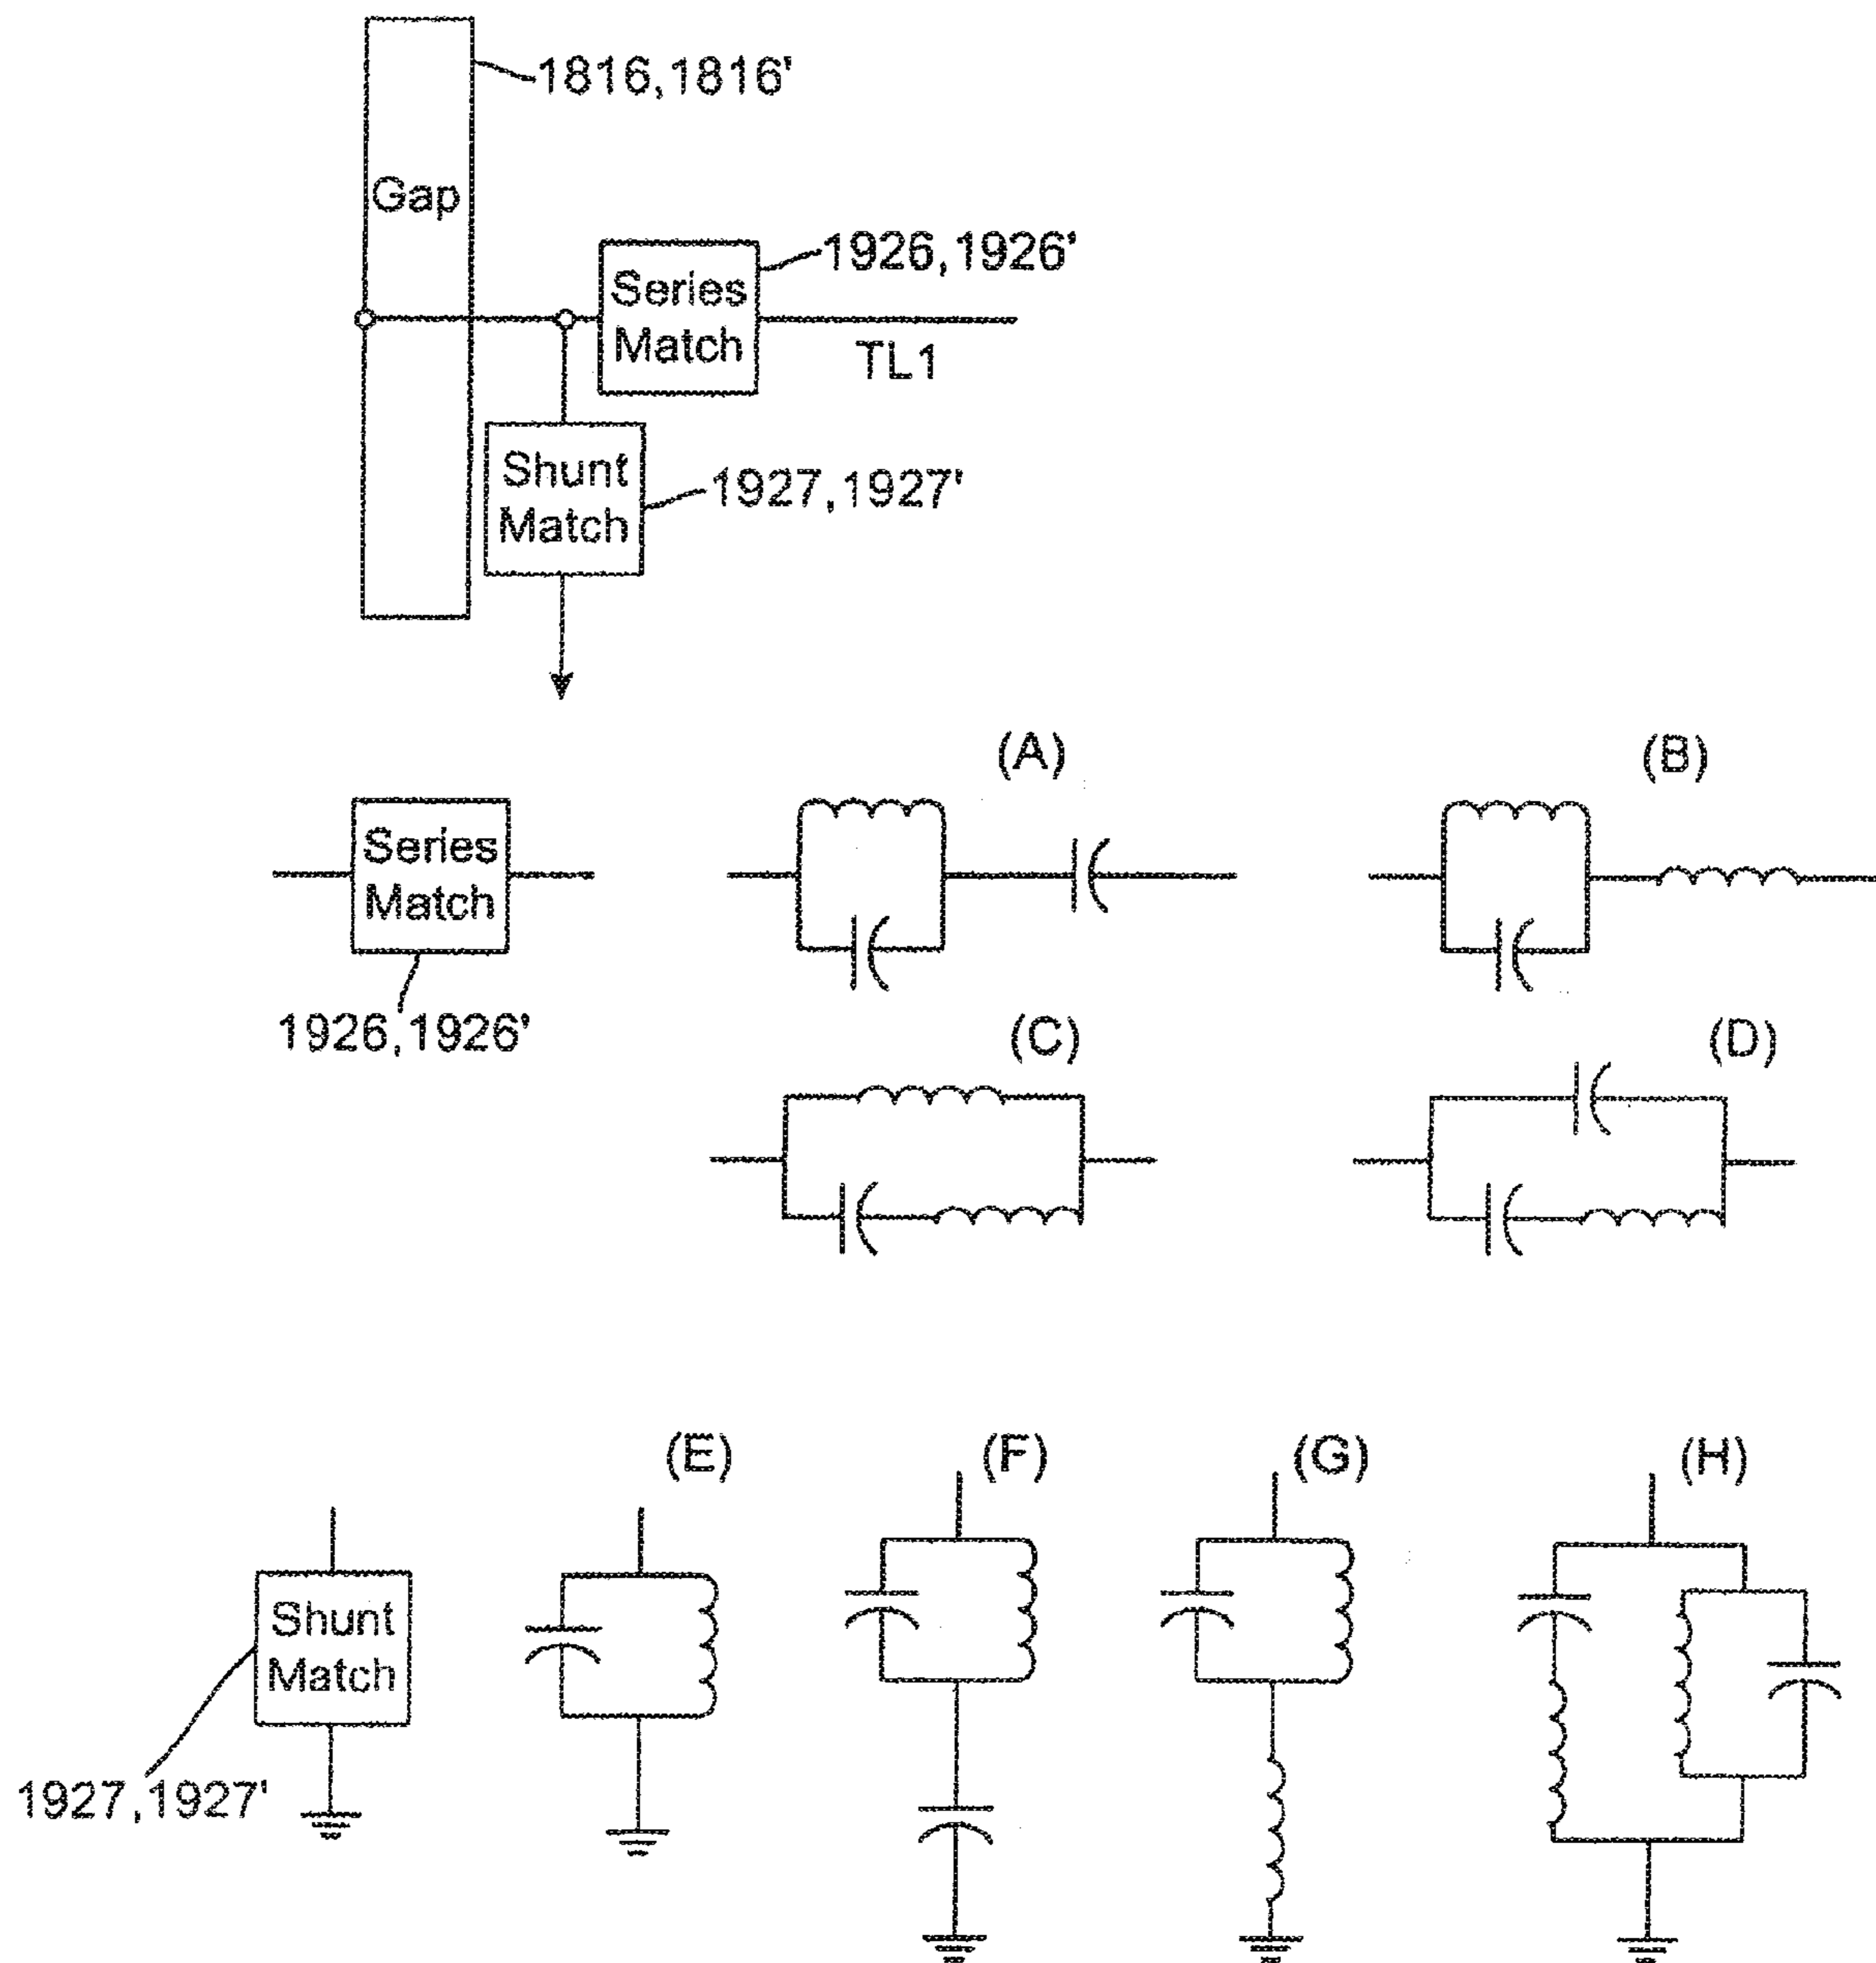 1816,1816'
Gap
1926,1926'
Series
Match
TL1
Shunt
Match
1927,1927'
(A)
(B)
Series
Match
1926,1926'
(C)
(D)
(E)
(F)
(G)
(H)
Shunt
Match
1927,1927'